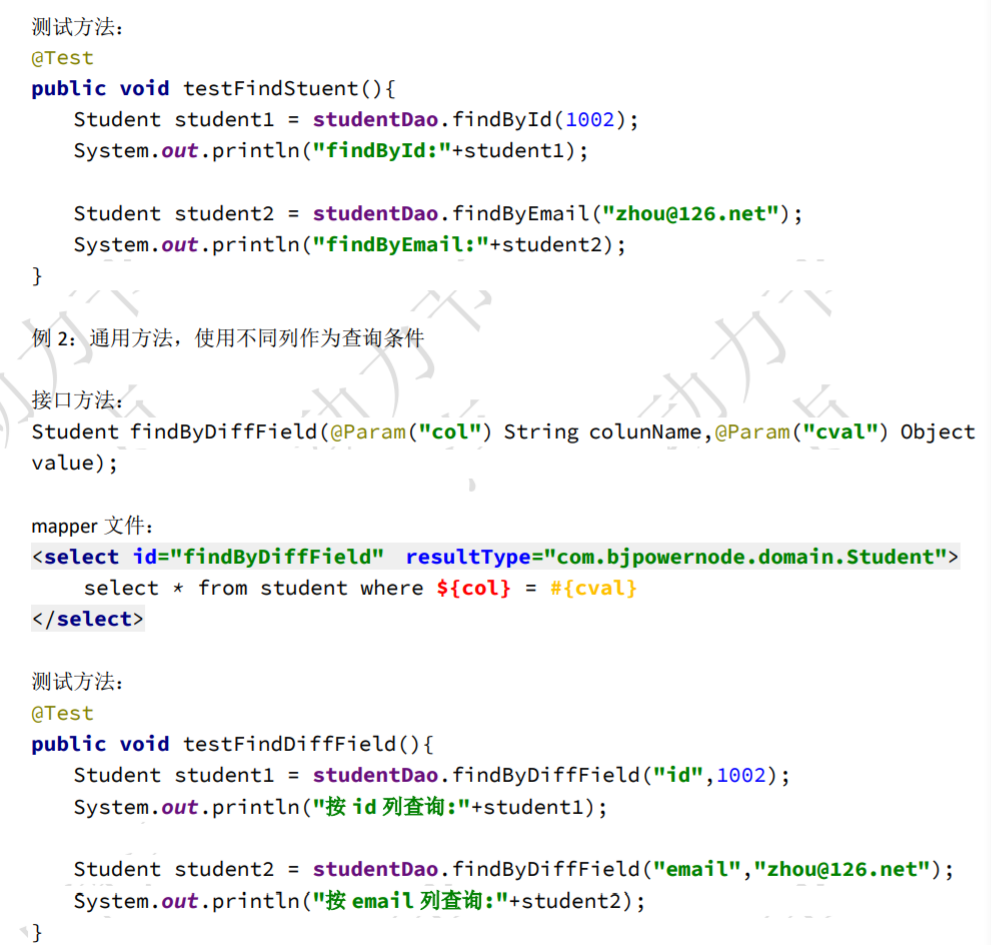 测试方法：
@Test
public void testFindStuent(){
    Student student1 = studentDao.findById(1002);
    System.out.println("findById:"+student1);
    Student student2 = studentDao.findByEmail("zhou@126.net");
    System.out.println("findByEmail:"+student2);
}
例 2：通用方法，使用不同列作为查询条件
接口方法：
Student findByDiffField(@Param("col") String colunName,@Param("cval") Object
value);
mapper 文件：
<select id="findByDiffField"  resultType="com.bjpowernode.domain.Student">
    select * from student where ${col} = #{cval}
</select>
测试方法：
@Test
public void testFindDiffField(){
    Student student1 = studentDao.findByDiffField("id",1002);
    System.out.println("按 id 列查询:"+student1);
    Student student2 = studentDao.findByDiffField("email","zhou@126.net");
    System.out.println("按 email 列查询:"+student2);
}